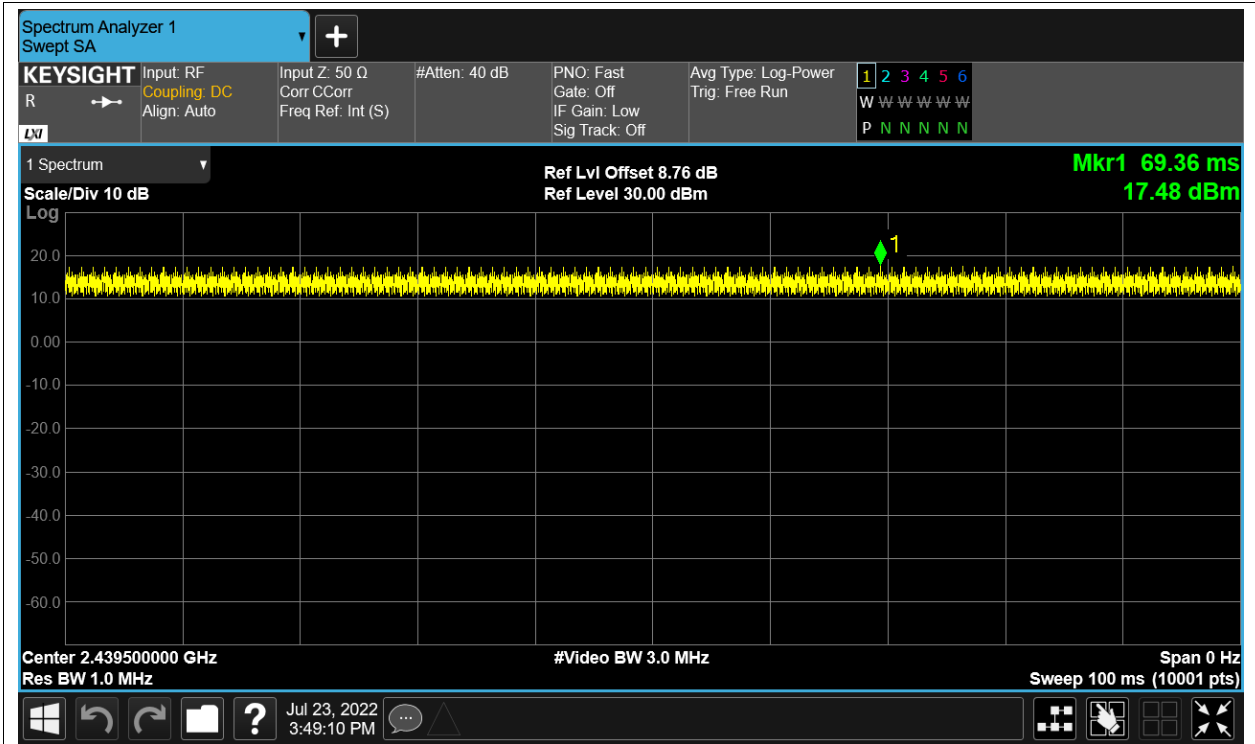 Spectrum Analyzer 1
Swept SA
+
KEYSIGHT
R
LXI
Input: RF
Coupling: DC
Align: Auto
Input Z: 50 Ω
Corr CCorr
Freq Ref: Int (S)
#Atten: 40 dB
PNO: Fast
Gate: Off
IF Gain: Low
Sig Track: Off
Avg Type: Log-Power
Trig: Free Run
1 2 3 4 5 6
W W W W W W
P N N N N N
1 Spectrum
Scale/Div 10 dB
Log
Ref Lvl Offset 8.76 dB
Ref Level 30.00 dBm
Mkr1 69.36 ms
17.48 dBm
1
20.0
10.0
0.00
-10.0
-20.0
-30.0
-40.0
-50.0
-60.0
Center 2.439500000 GHz
#Video BW 3.0 MHz
Span 0 Hz
Res BW 1.0 MHz
Sweep 100 ms (10001 pts)
?
Jul 23, 2022
3:49:10 PM